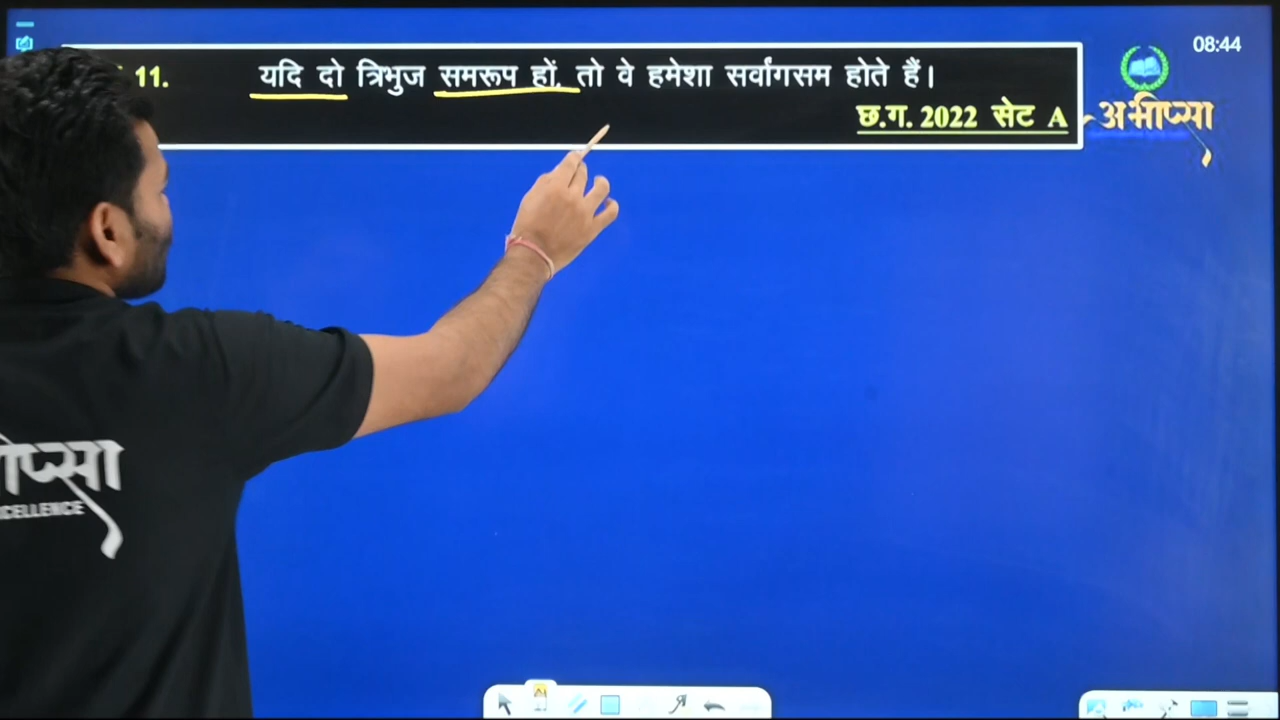 11. यदि दो त्रिभुज समरूप हों, तो वे हमेशा सर्वांगसम होते हैं।
छ.ग. 2022 सेट A
08:44
अभीप्सा